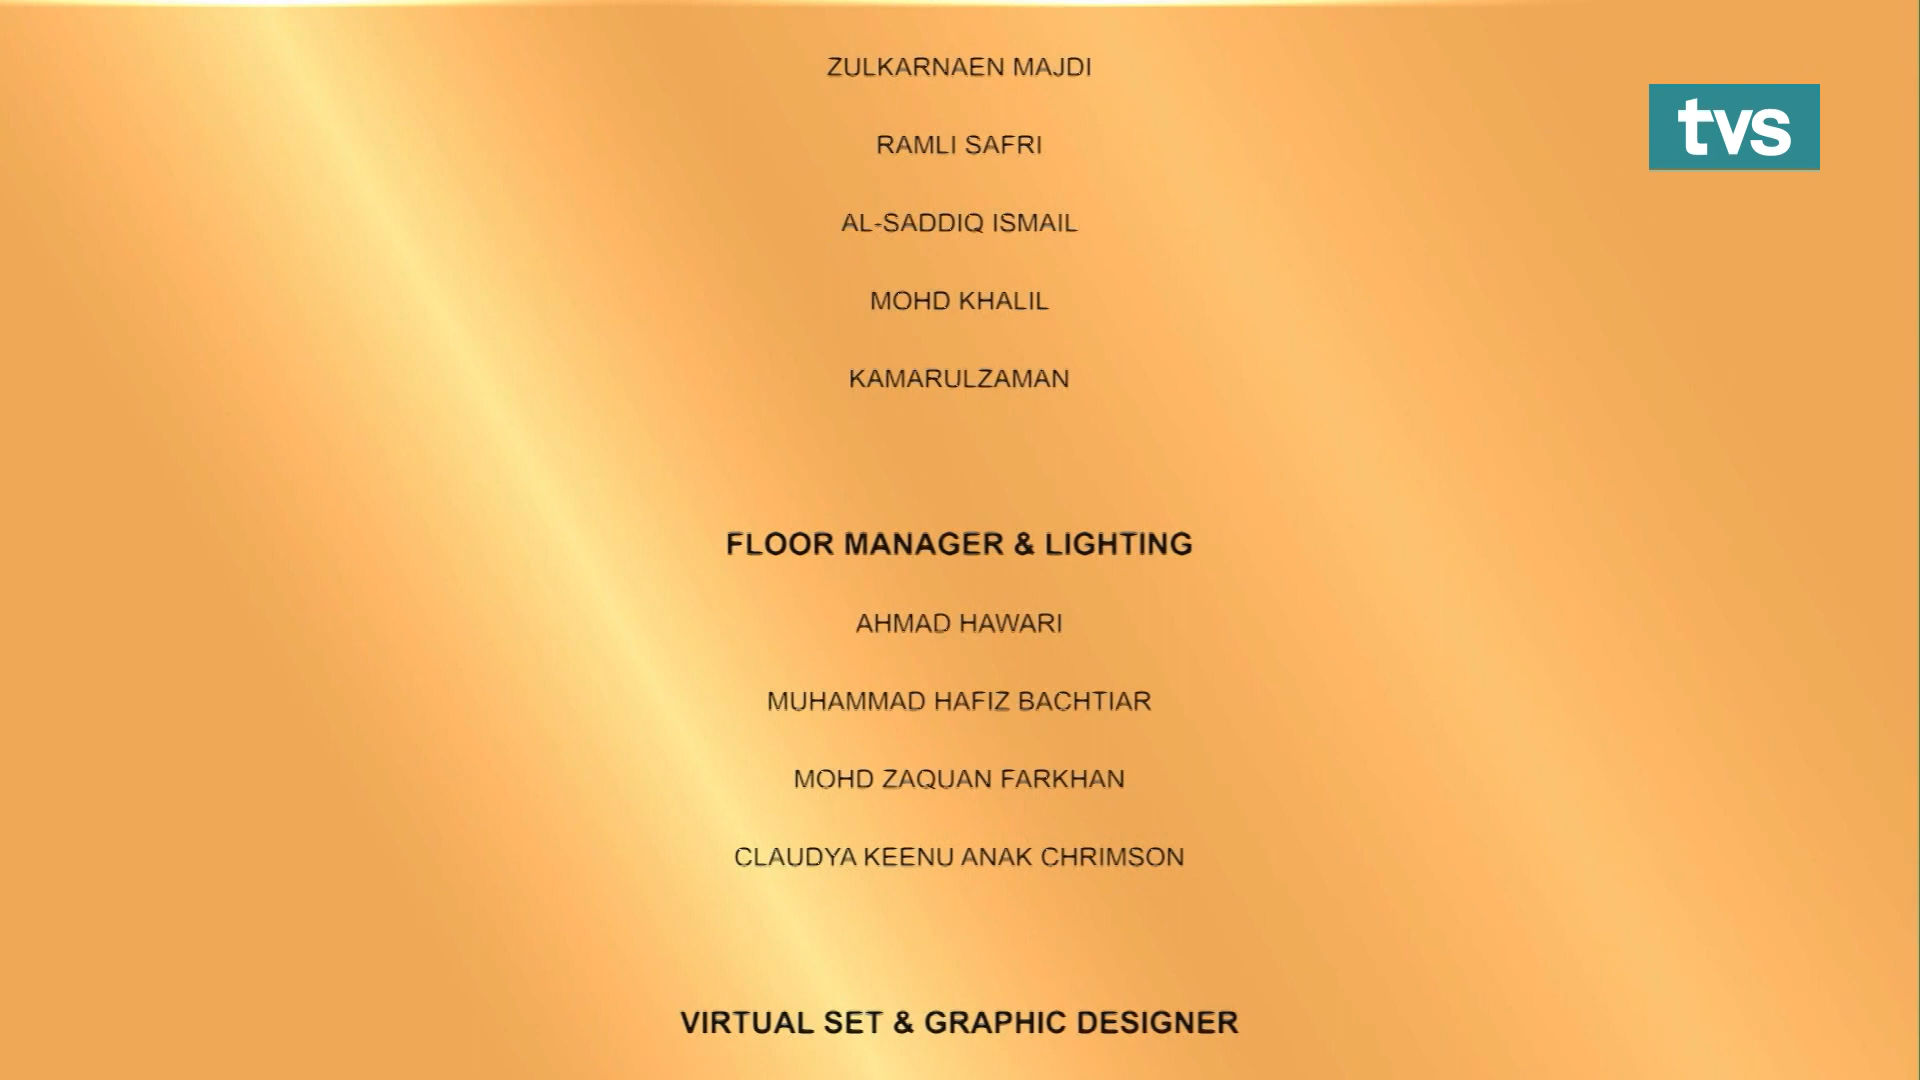 ZULKARNAEN MAJDI
tvs
RAMLI SAFRI
AL-SADDIQ ISMAIL
MOHD KHALIL
KAMARULZAMAN
FLOOR MANAGER & LIGHTING
AHMAD HAWARI
MUHAMMAD HAFIZ BACHTIAR
MOHD ZAQUAN FARKHAN
CLAUDYA KEENU ANAK CHRIMSON
VIRTUAL SET & GRAPHIC DESIGNER